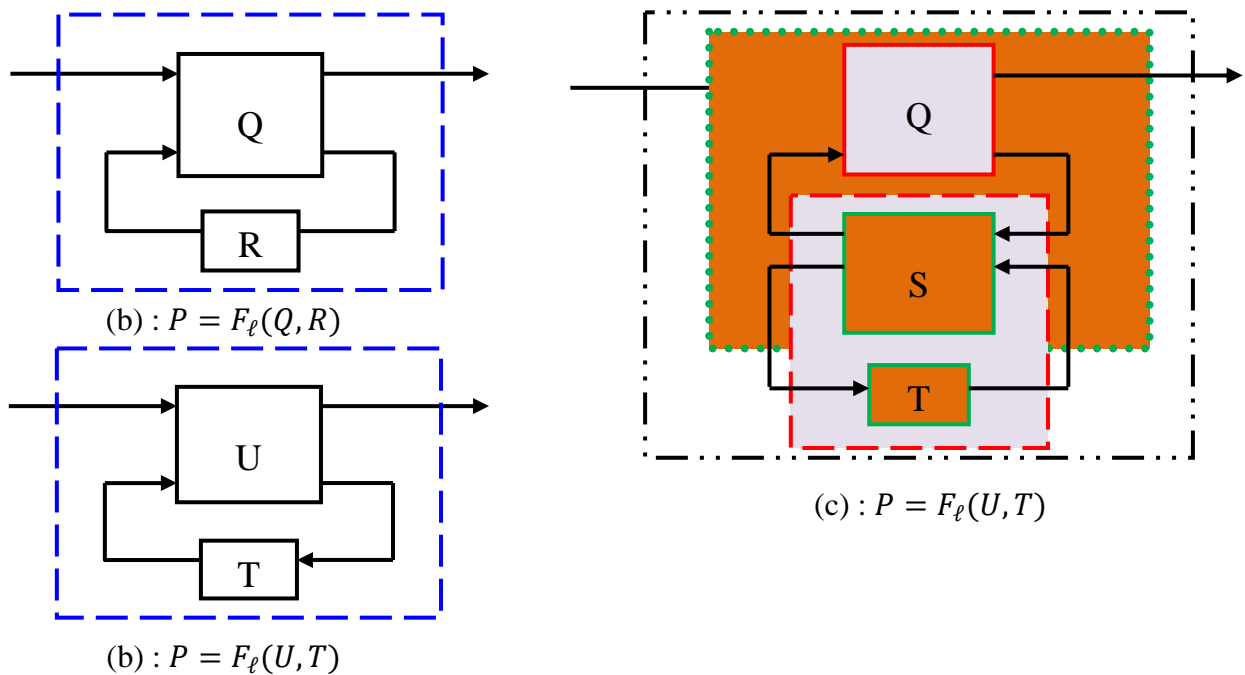 Q
R
(b) : P = F_ℓ(Q, R)
U
T
(b) : P = F_ℓ(U, T)
Q
S
T
(c) : P = F_ℓ(U, T)